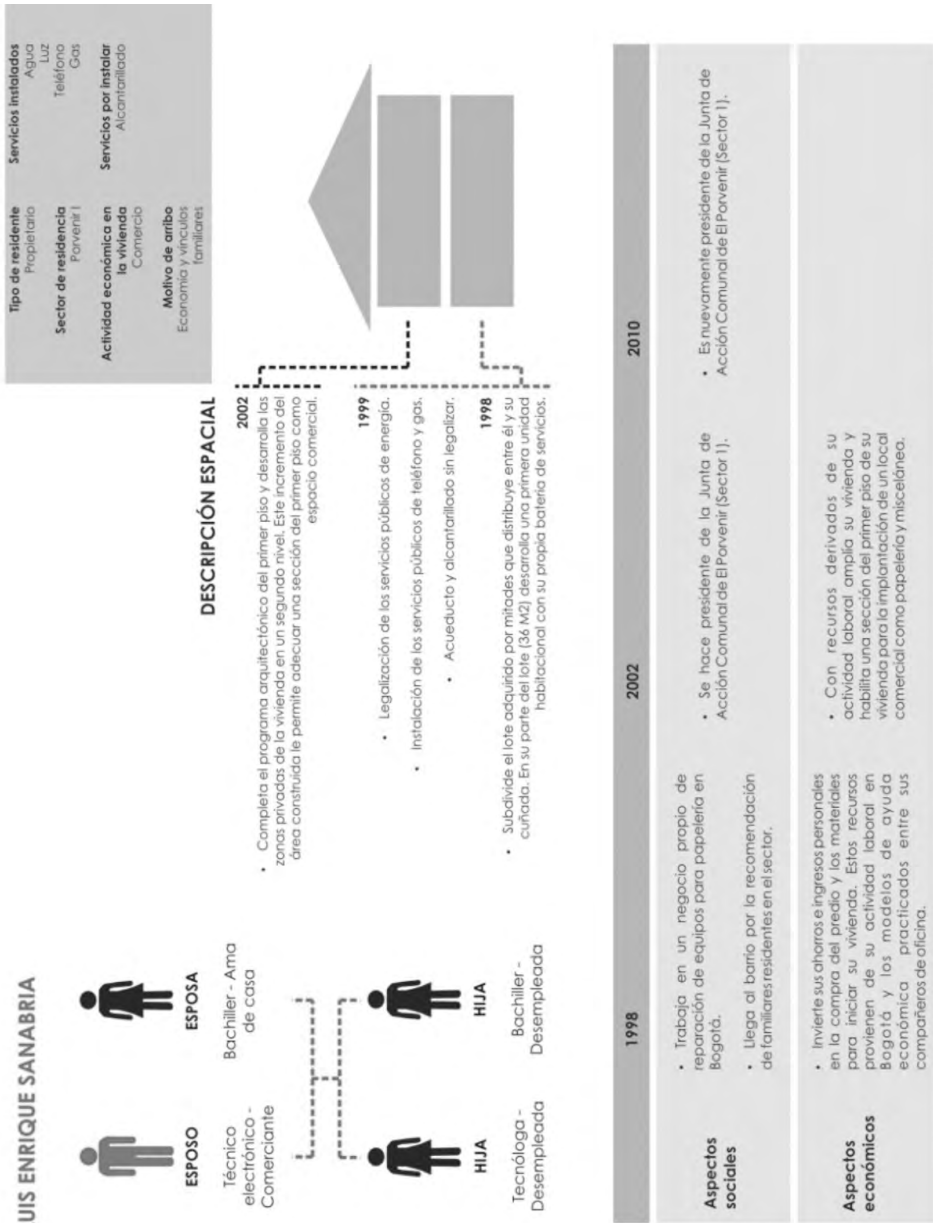 UIS ENRIQUE SANABRIA
ESPOSO
Técnico
electrónico -
Comerciante
ESPOSA
Bachiller - Ama
de casa
HIJA
Tecnóloga -
Desempleada
HIJA
Bachiller -
Desempleada
Tipo de residente
Propietario
Sector de residencia
Porvenir I
Actividad económica en
la vivienda
Comercio
Motivo de arribo
Economía y vínculos
familiares
Servicios instalados
Agua
Luz
Teléfono
Gas
Servicios por instalar
Alcantarillado
DESCRIPCIÓN ESPACIAL
2002
• Completa el programa arquitectónico del primer piso y desarrolla las
zonas privadas de la vivienda en un segundo nivel. Este incremento del
área construida le permite adecuar una sección del primer piso como
espacio comercial.
1999
• Legalización de los servicios públicos de energía.
• Instalación de los servicios públicos de teléfono y gas.
• Acueducto y alcantarillado sin legalizar.
1998
• Subdivide el lote adquirido por mitades que distribuye entre él y su
cuñada. En su parte del lote (36 M2) desarrolla una primera unidad
habitacional con su propia batería de servicios.
1998
2002
2010
Aspectos
sociales
• Trabaja en un negocio propio de
reparación de equipos para papelería en
Bogotá.
• Llega al barrio por la recomendación
de familiares residentes en el sector.
• Se hace presidente de la Junta de
Acción Comunal de El Porvenir (Sector 1).
• Es nuevamente presidente de la Junta de
Acción Comunal de El Porvenir (Sector 1).
Aspectos
económicos
• Invierte sus ahorros e ingresos personales
en la compra del predio y los materiales
para iniciar su vivienda. Estos recursos
provienen de su actividad laboral en
Bogotá y los modelos de ayuda
económica practicados entre sus
compañeros de oficina.
• Con recursos derivados de su
actividad laboral amplía su vivienda y
habilita una sección del primer piso de su
vivienda para la implantación de un local
comercial como papelería y miscelánea.